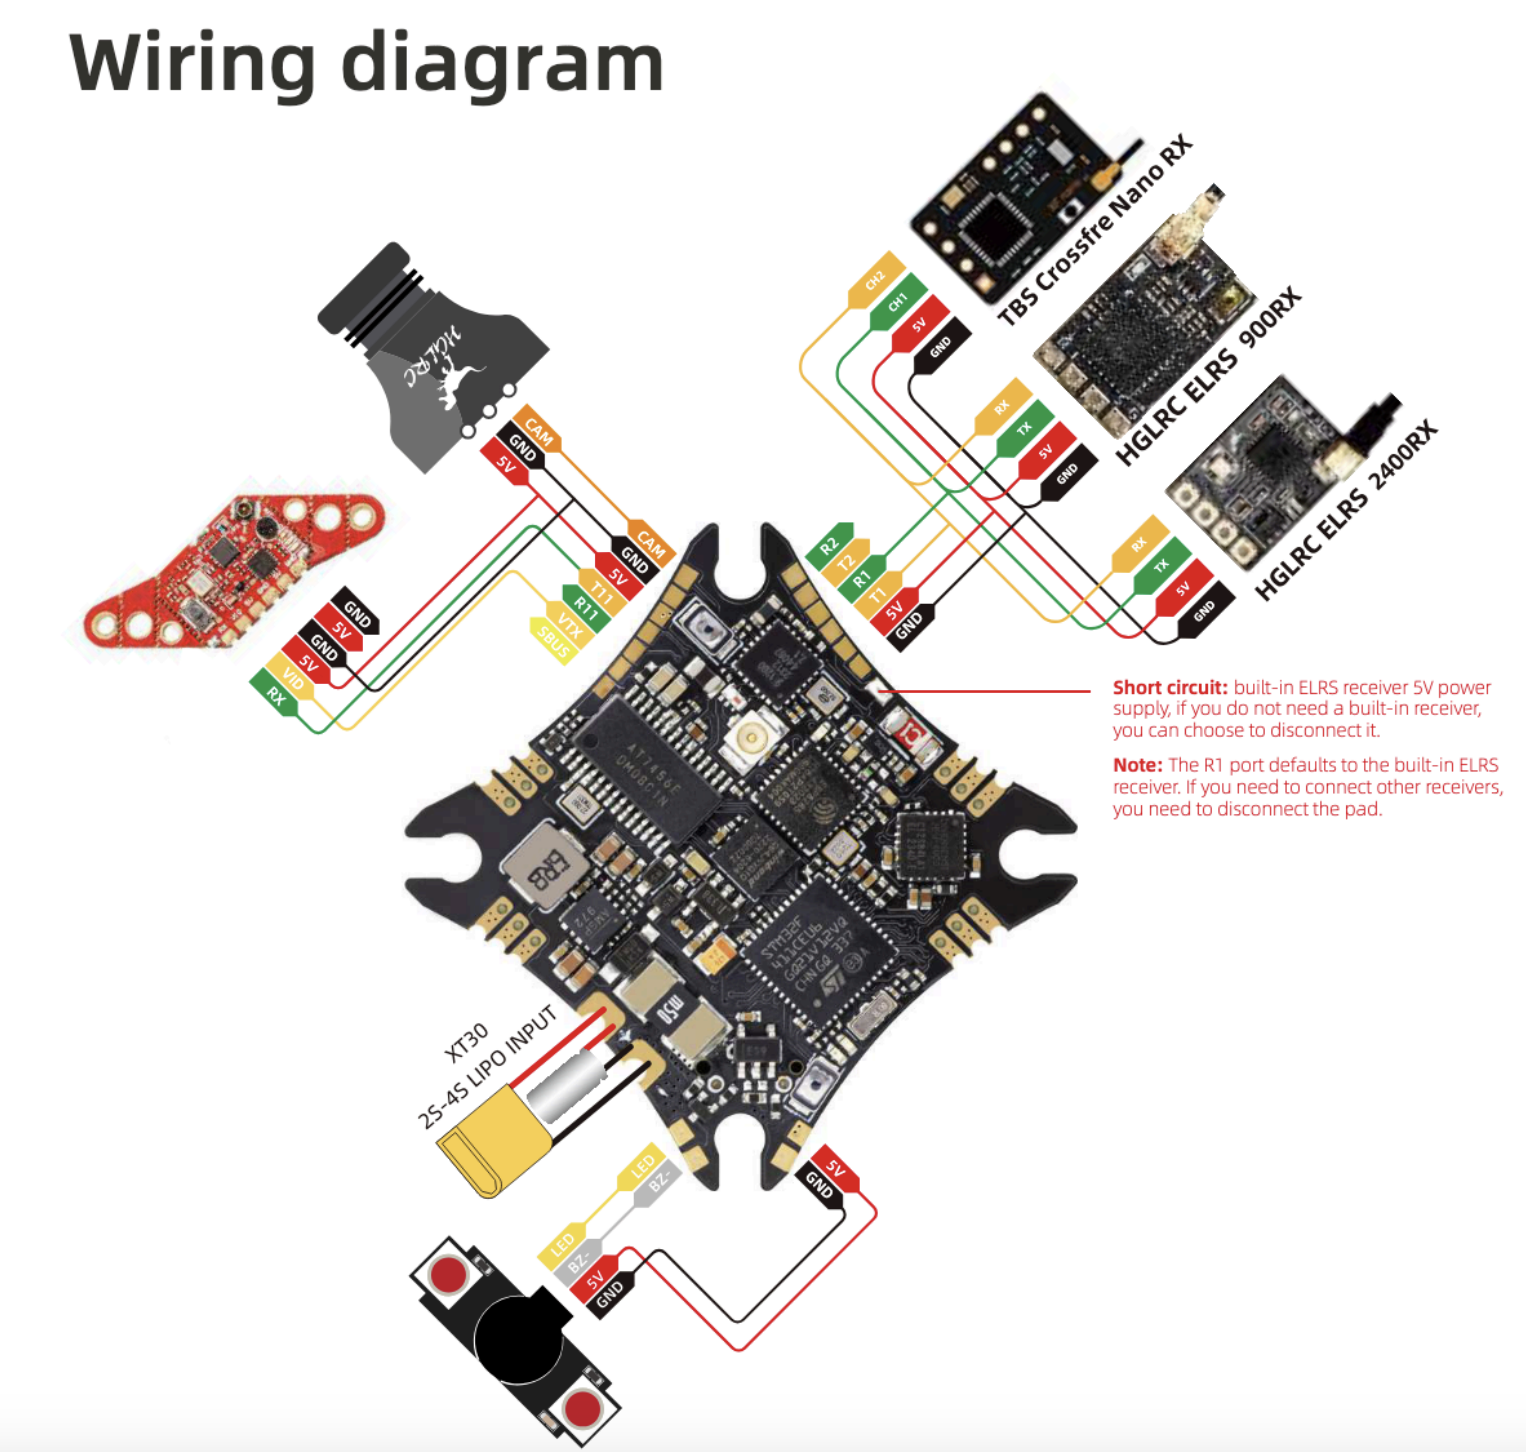 Wiring diagram
TBS Crossfre Nano RX
HGLRC ELRS 900RX
HGLRC ELRS 2400RX
HGLRC
CH2
CH1
5V
GND
RX
TX
5V
GND
RX
TX
5V
GND
CAM
GND
5V
CAM
GND
5V
T11
R11
VTX
SBUS
GND
5V
GND
5V
VID
RX
R2
T2
R1
T1
5V
GND
Short circuit: built-in ELRS receiver 5V power
supply, if you do not need a built-in receiver,
you can choose to disconnect it.
Note: The R1 port defaults to the built-in ELRS
receiver. If you need to connect other receivers,
you need to disconnect the pad.
AT7456E
STM32F
411CEU6
ST
m50
XT30
2S-4S LIPO INPUT
LED
BZ-
5V
GND
LED
BZ-
5V
GND